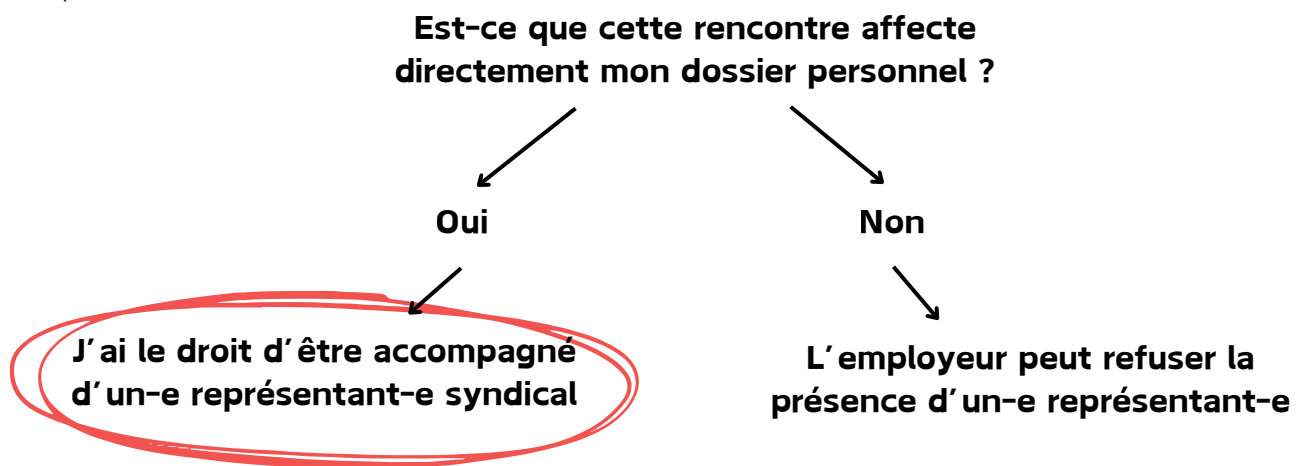 Est-ce que cette rencontre affecte
directement mon dossier personnel ?
Oui
Non
J'ai le droit d'être accompagné
d'un-e représentant-e syndical
L'employeur peut refuser la
présence d'un-e représentant-e